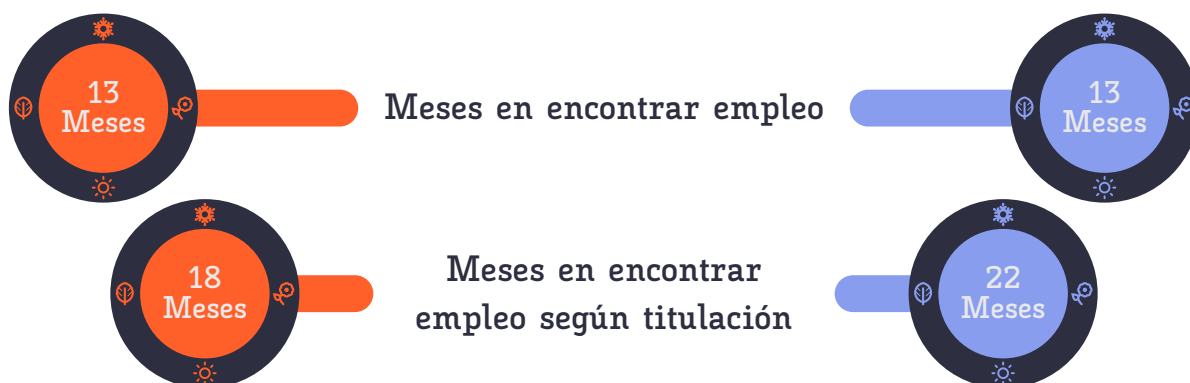 13
Meses
Meses en encontrar empleo
13
Meses
18
Meses
Meses en encontrar
empleo según titulación
22
Meses